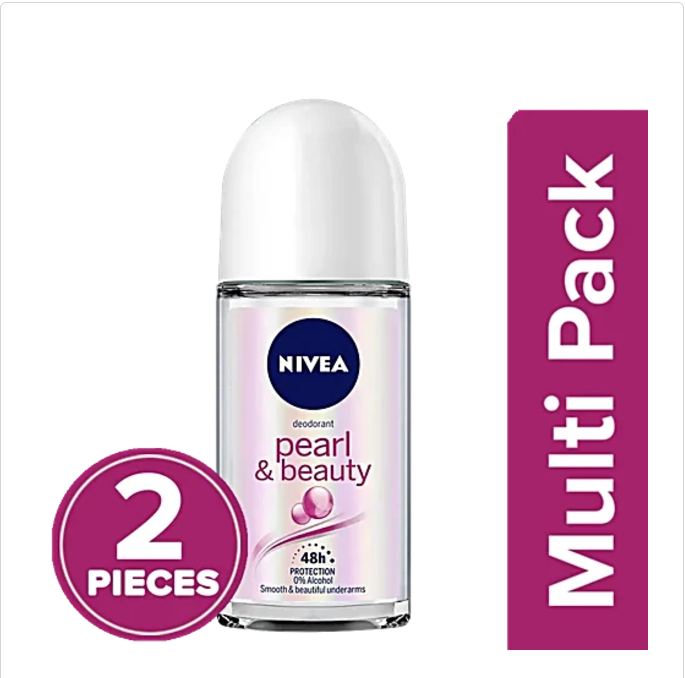 NIVEA
deodorant
pearl
& beauty
48h
PROTECTION
0% Alcohol
Smooth & beautiful underarms
2
PIECES
Multi Pack